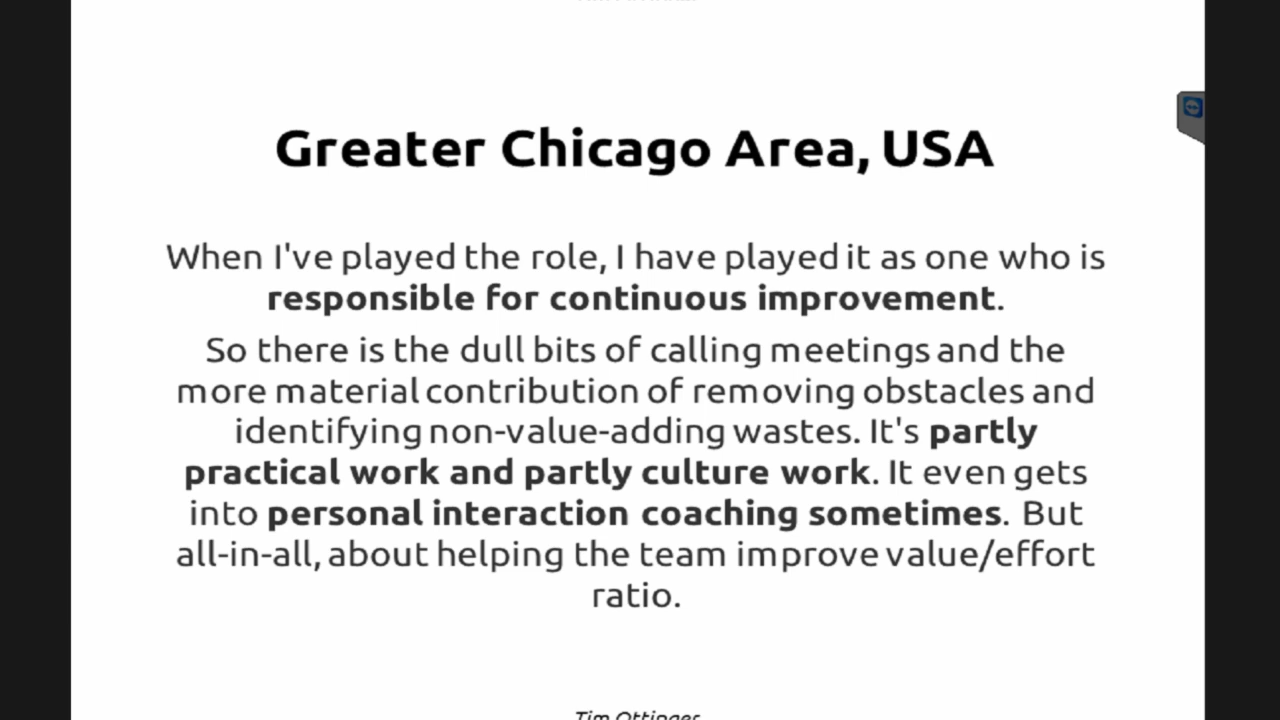 Greater Chicago Area, USA
When I've played the role, I have played it as one who is
responsible for continuous improvement.
So there is the dull bits of calling meetings and the
more material contribution of removing obstacles and
identifying non-value-adding wastes. It's partly
practical work and partly culture work. It even gets
into personal interaction coaching sometimes. But
all-in-all, about helping the team improve value/effort
ratio.
Tim Ottinger